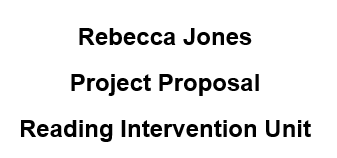 Rebecca Jones
Project Proposal
Reading Intervention Unit